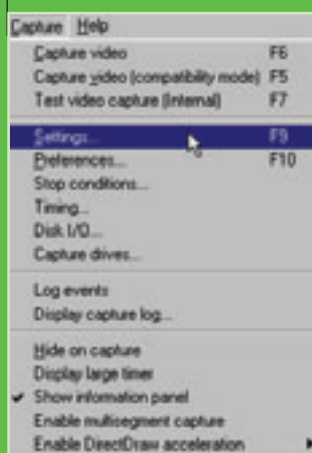 Capture Help
Capture video F6
Capture video (compatibility mode) F5
Test video capture (Internal) F7
Settings... F9
Preferences... F10
Stop conditions...
Timing...
Disk I/O...
Capture drives...
Log events
Display capture log...
Hide on capture
Display large timer
✔ Show information panel
Enable multisegment capture
Enable DirectDraw acceleration